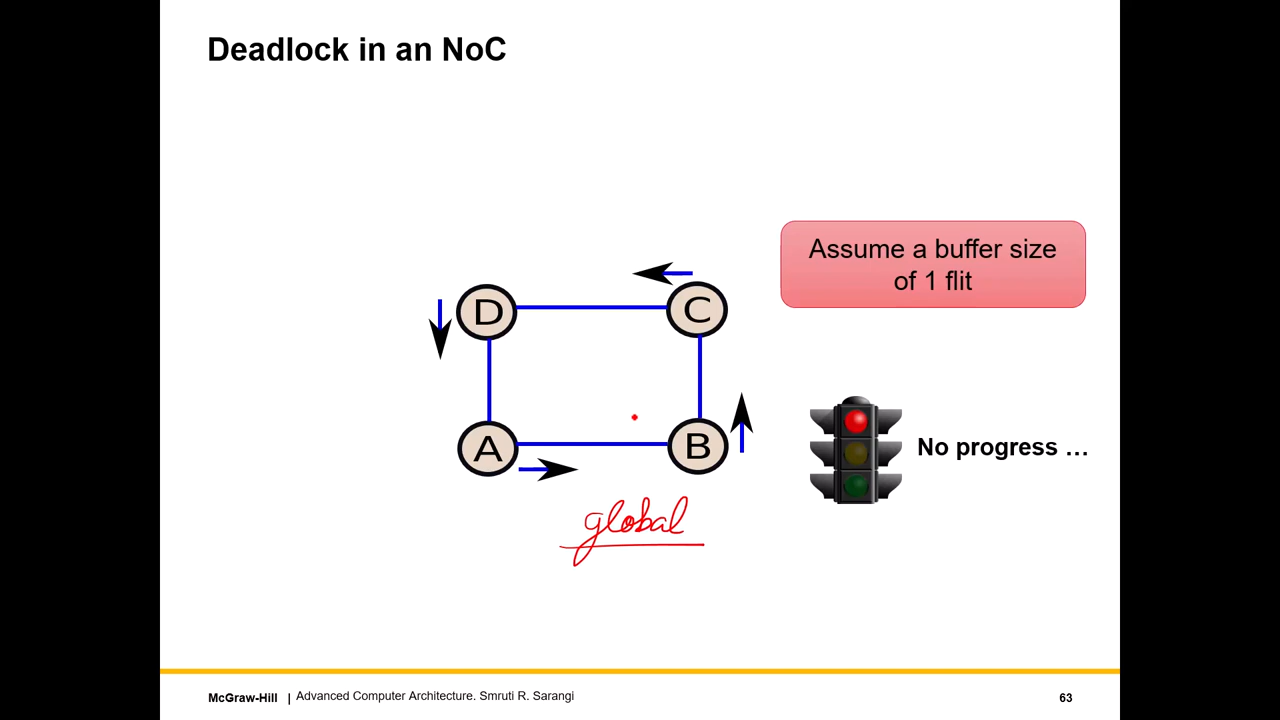 Deadlock in an NoC
Assume a buffer size
of 1 flit
D
C
A
B
No progress …
global
McGraw-Hill | Advanced Computer Architecture. Smruti R. Sarangi
63